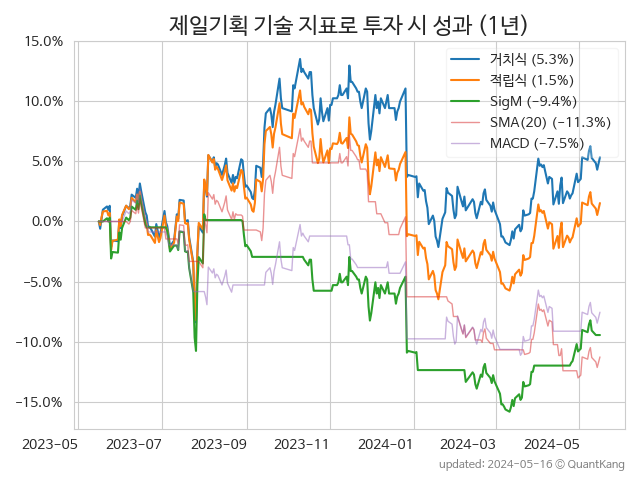 제일기획 기술 지표로 투자 시 성과 (1년)
15.0%
10.0%
5.0%
0.0%
−5.0%
−10.0%
−15.0%
거치식 (5.3%)
적립식 (1.5%)
SigM (−9.4%)
SMA(20) (−11.3%)
MACD (−7.5%)
2023-05 2023-07 2023-09 2023-11 2024-01 2024-03 2024-05
updated: 2024-05-16 © QuantKang